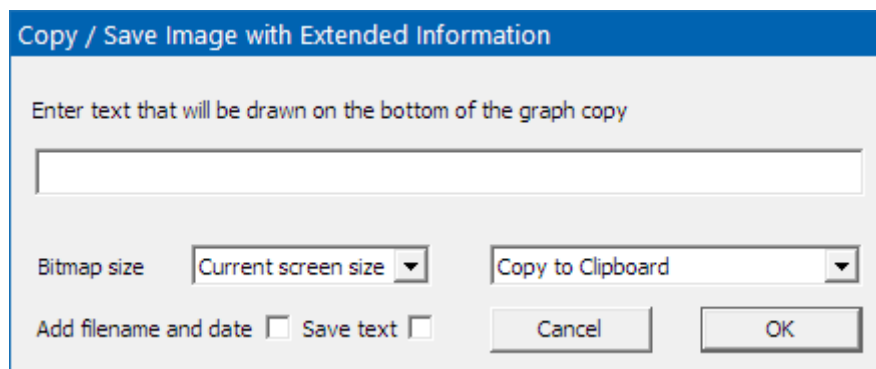 Copy / Save Image with Extended Information
Enter text that will be drawn on the bottom of the graph copy
Bitmap size Current screen size Copy to Clipboard
Add filename and date Save text Cancel OK